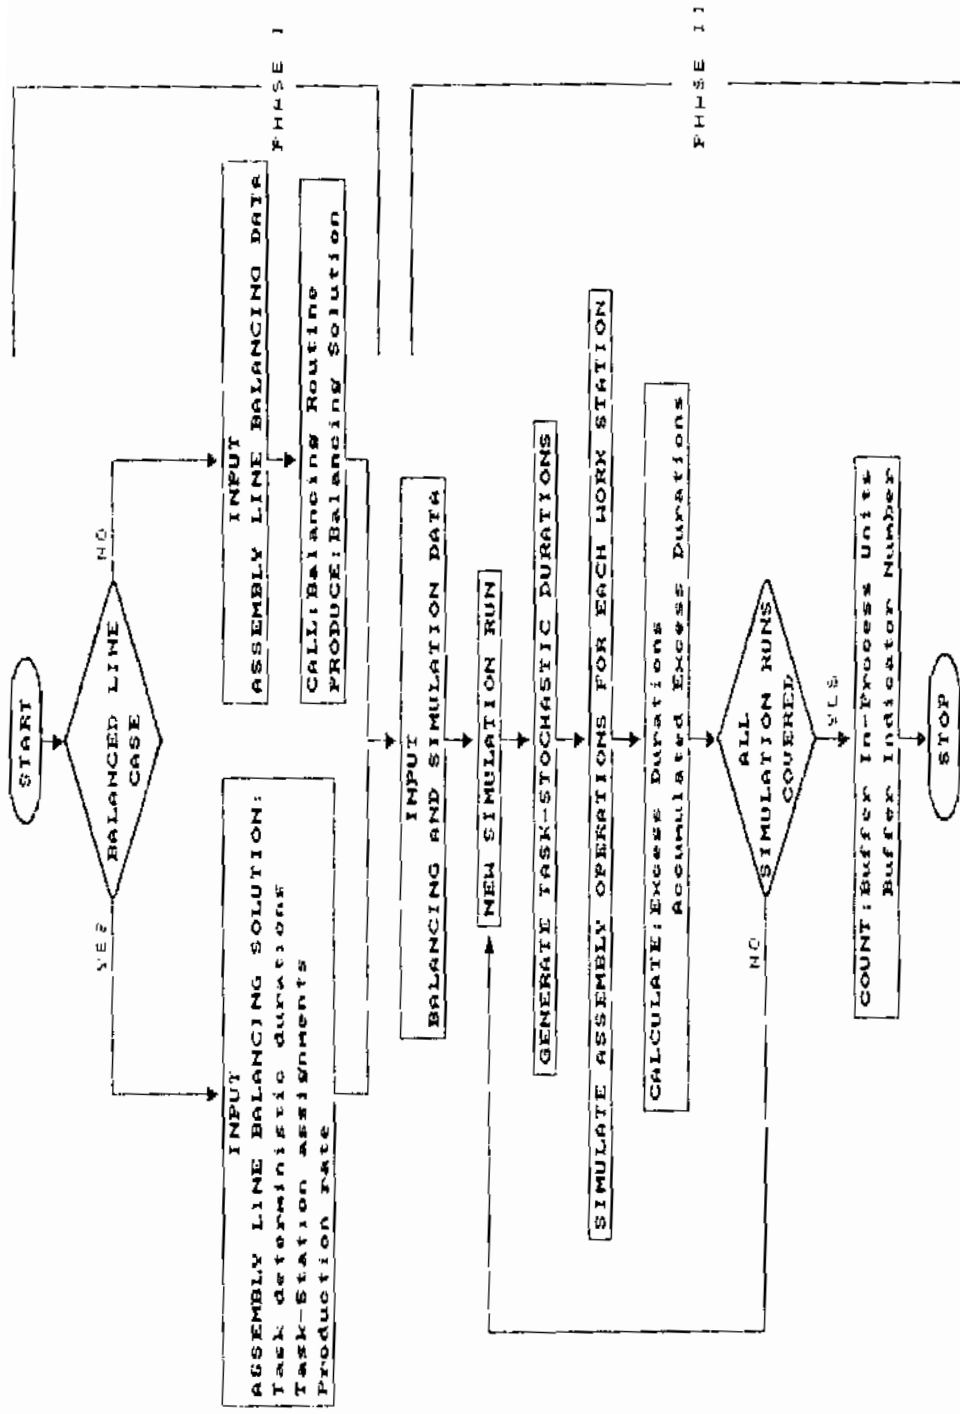 START
BALANCED LINE
CASE
YES
NO
INPUT
ASSEMBLY LINE BALANCING SOLUTION:
Task deterministic durations
Task-Station assignments
Production rate
INPUT
ASSEMBLY LINE BALANCING DATA
CALL:Balancing Routine
PRODUCE:Balancing Solution
PHASE I
INPUT
BALANCING AND SIMULATION DATA
NEW SIMULATION RUN
GENERATE TASK-STOCHASTIC DURATIONS
SIMULATE ASSEMBLY OPERATIONS FOR EACH WORK STATION
CALCULATE:Excess Durations
Accumulated Excess Durations
ALL
SIMULATION RUNS
COVERED
NO
YES
COUNT:Buffer In-Process Units
Buffer Indicator Number
STOP
PHASE II